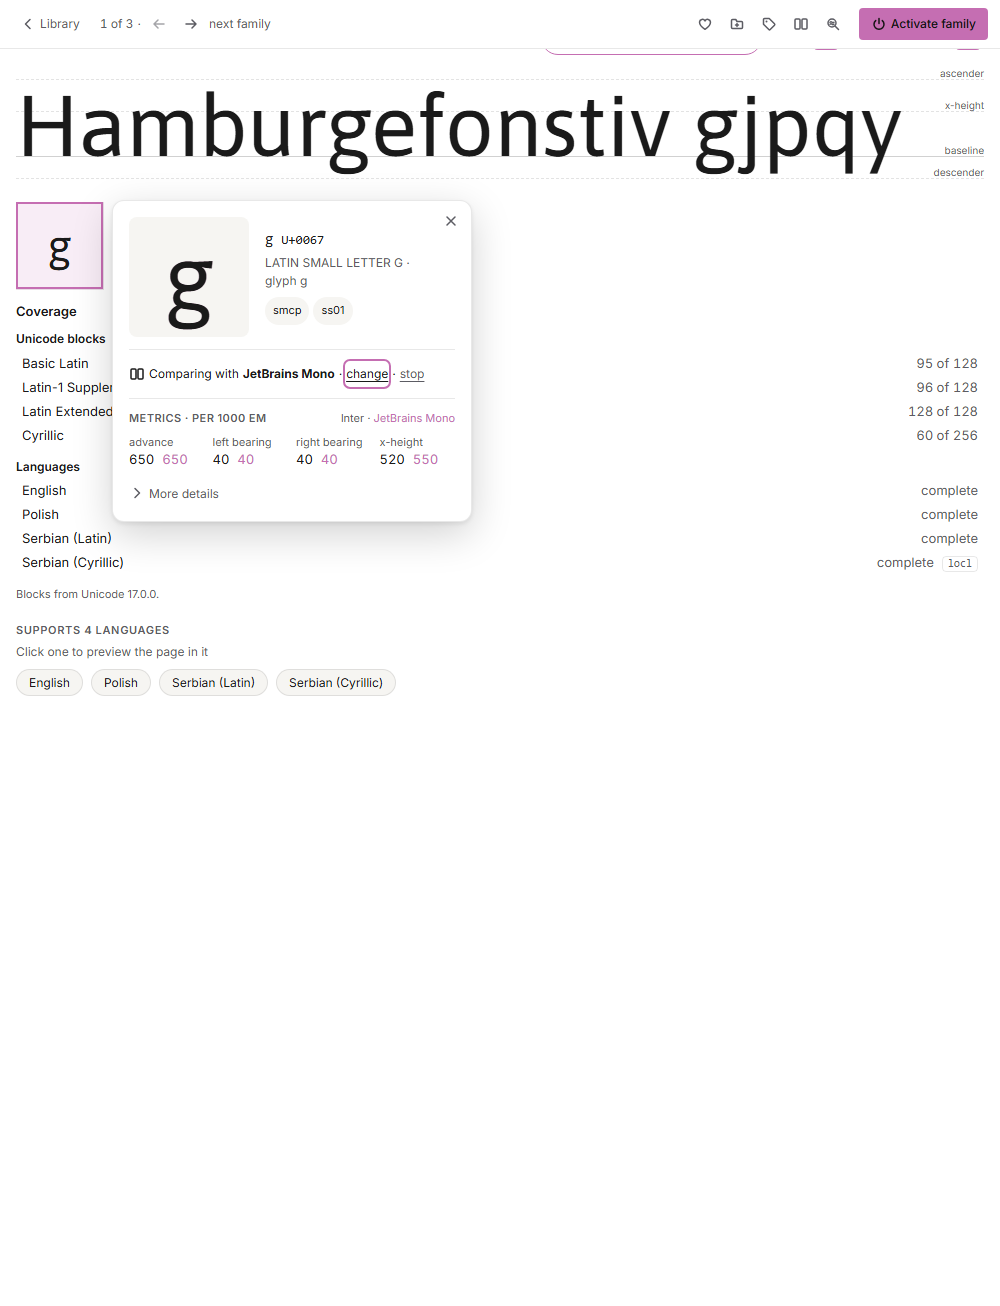 Library 1 of 3 · next family Activate family
ascender
x-height
Hamburgefonstiv gjpqy
baseline
descender
g
g
g U+0067
LATIN SMALL LETTER G ·
glyph g
smcp ss01
Comparing with JetBrains Mono · change · stop
METRICS · PER 1000 EM Inter · JetBrains Mono
advance left bearing right bearing x-height
650 650 40 40 40 40 520 550
More details
Coverage
Unicode blocks
Basic Latin 95 of 128
Latin-1 96 of 128
Latin Extended 128 of 128
Cyrillic 60 of 256
Languages
English complete
Polish complete
Serbian (Latin) complete
Serbian (Cyrillic) complete locl
Blocks from Unicode 17.0.0.
SUPPORTS 4 LANGUAGES
Click one to preview the page in it
English Polish Serbian (Latin) Serbian (Cyrillic)